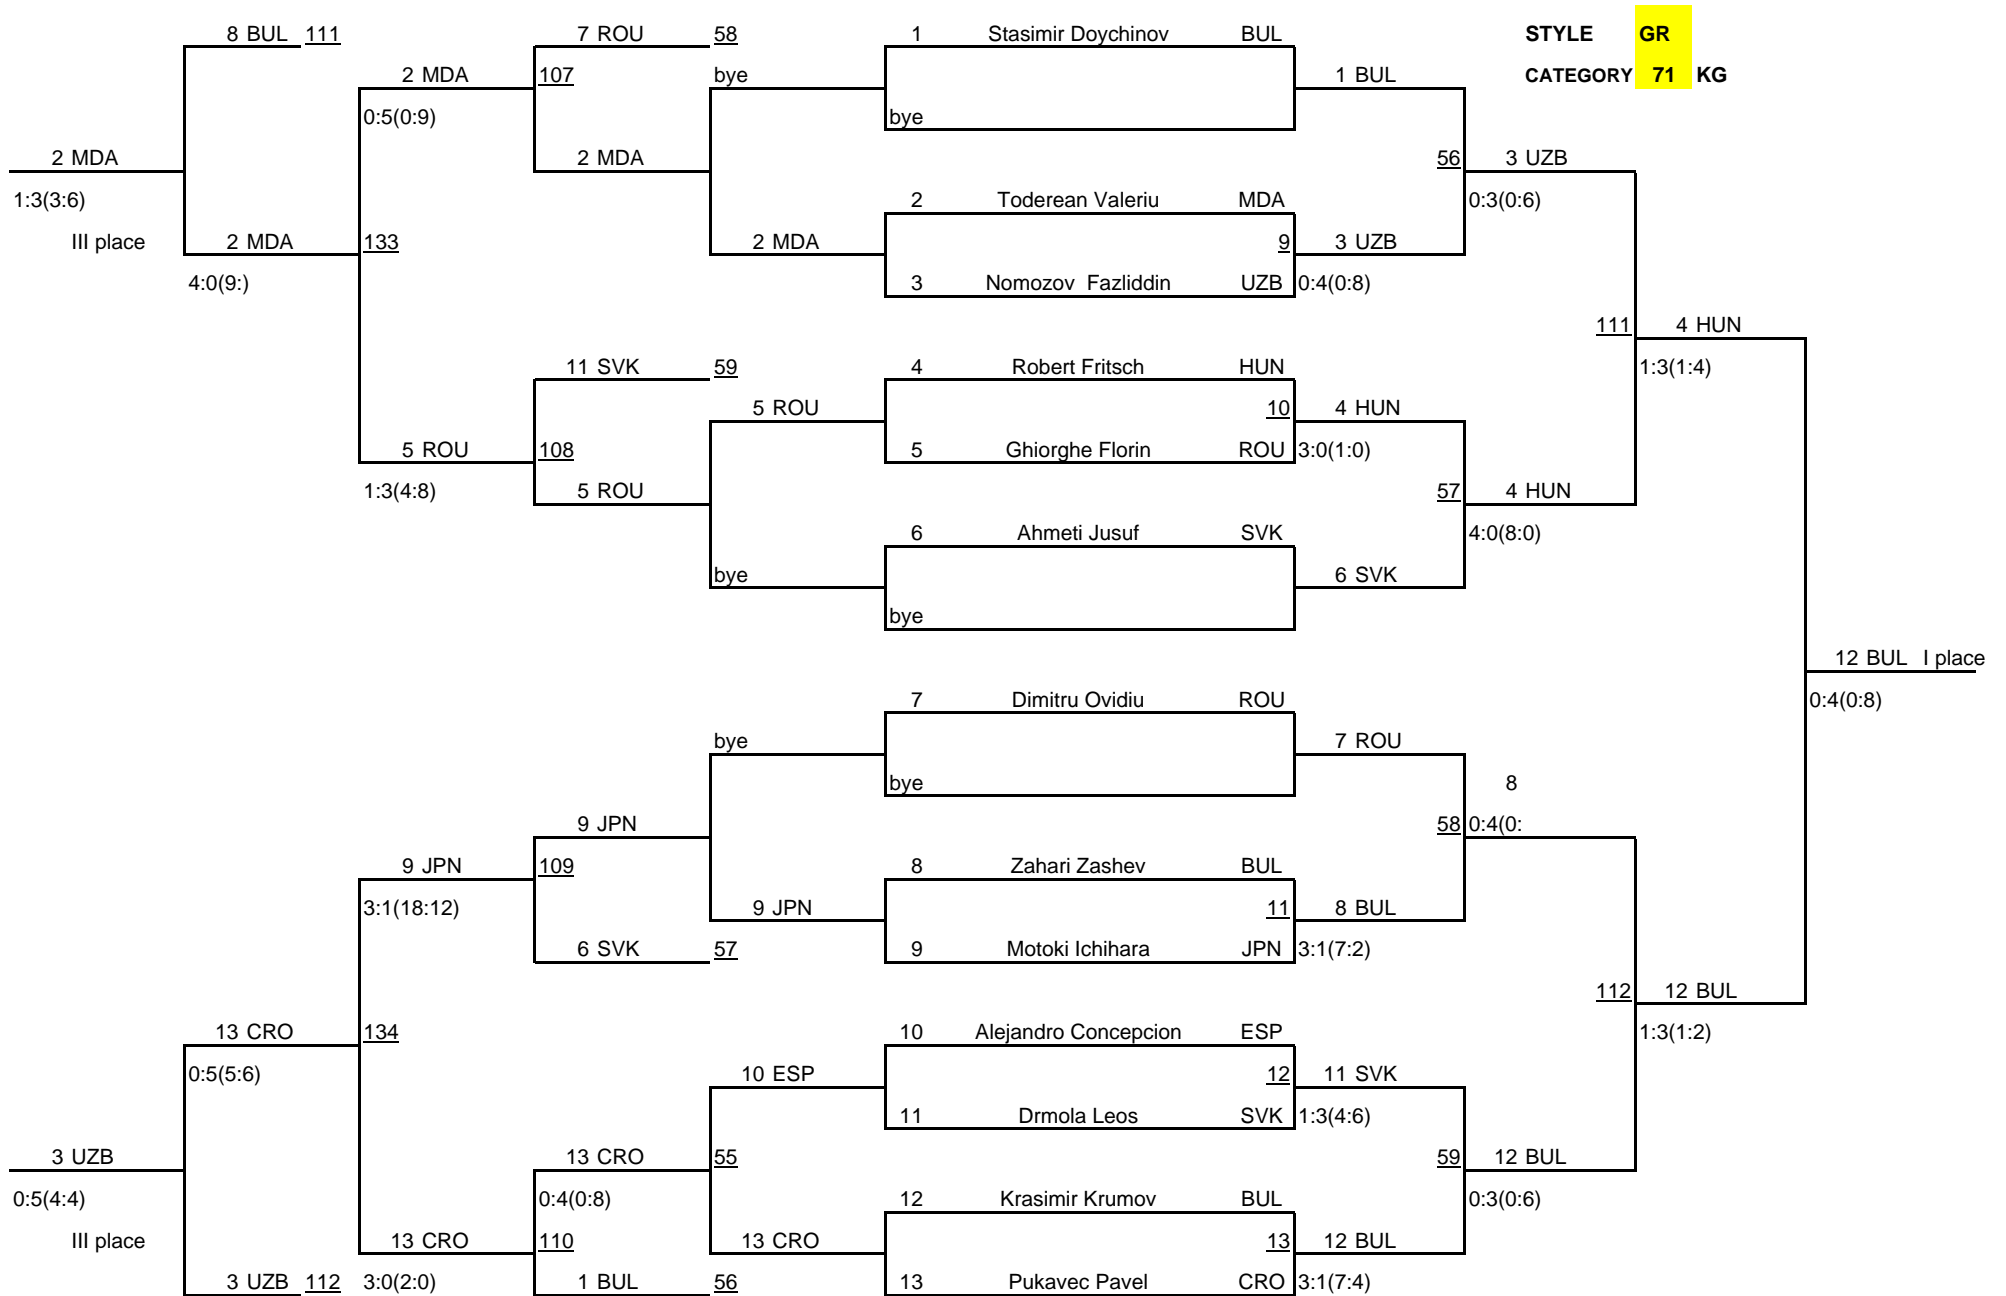 8 BUL 111 7 ROU 58 1 Stasimir Doychinov BUL STYLE GR
2 MDA 107 bye 1 BUL CATEGORY 71 KG
0:5(0:9) bye
2 MDA 2 MDA 56 3 UZB
1:3(3:6) 2 Toderean Valeriu MDA 0:3(0:6)
III place 2 MDA 133 2 MDA 9 3 UZB
4:0(9:) 3 Nomozov Fazliddin UZB 0:4(0:8)
111 4 HUN
11 SVK 59 4 Robert Fritsch HUN 1:3(1:4)
5 ROU 10 4 HUN
5 ROU 108 5 Ghiorghe Florin ROU 3:0(1:0)
1:3(4:8) 5 ROU 57 4 HUN
6 Ahmeti Jusuf SVK 4:0(8:0)
bye 6 SVK
bye
12 BUL I place
7 Dimitru Ovidiu ROU 0:4(0:8)
bye 7 ROU
bye 8
9 JPN 58 0:4(0:
9 JPN 109 8 Zahari Zashev BUL
3:1(18:12) 9 JPN 11 8 BUL
6 SVK 57 9 Motoki Ichihara JPN 3:1(7:2)
112 12 BUL
13 CRO 134 10 Alejandro Concepcion ESP 1:3(1:2)
0:5(5:6) 10 ESP 12 11 SVK
11 Drmola Leos SVK 1:3(4:6)
3 UZB 13 CRO 55 59 12 BUL
0:5(4:4) 0:4(0:8) 12 Krasimir Krumov BUL 0:3(0:6)
III place 13 CRO 110 13 CRO 13 12 BUL
3 UZB 112 3:0(2:0) 1 BUL 56 13 Pukavec Pavel CRO 3:1(7:4)